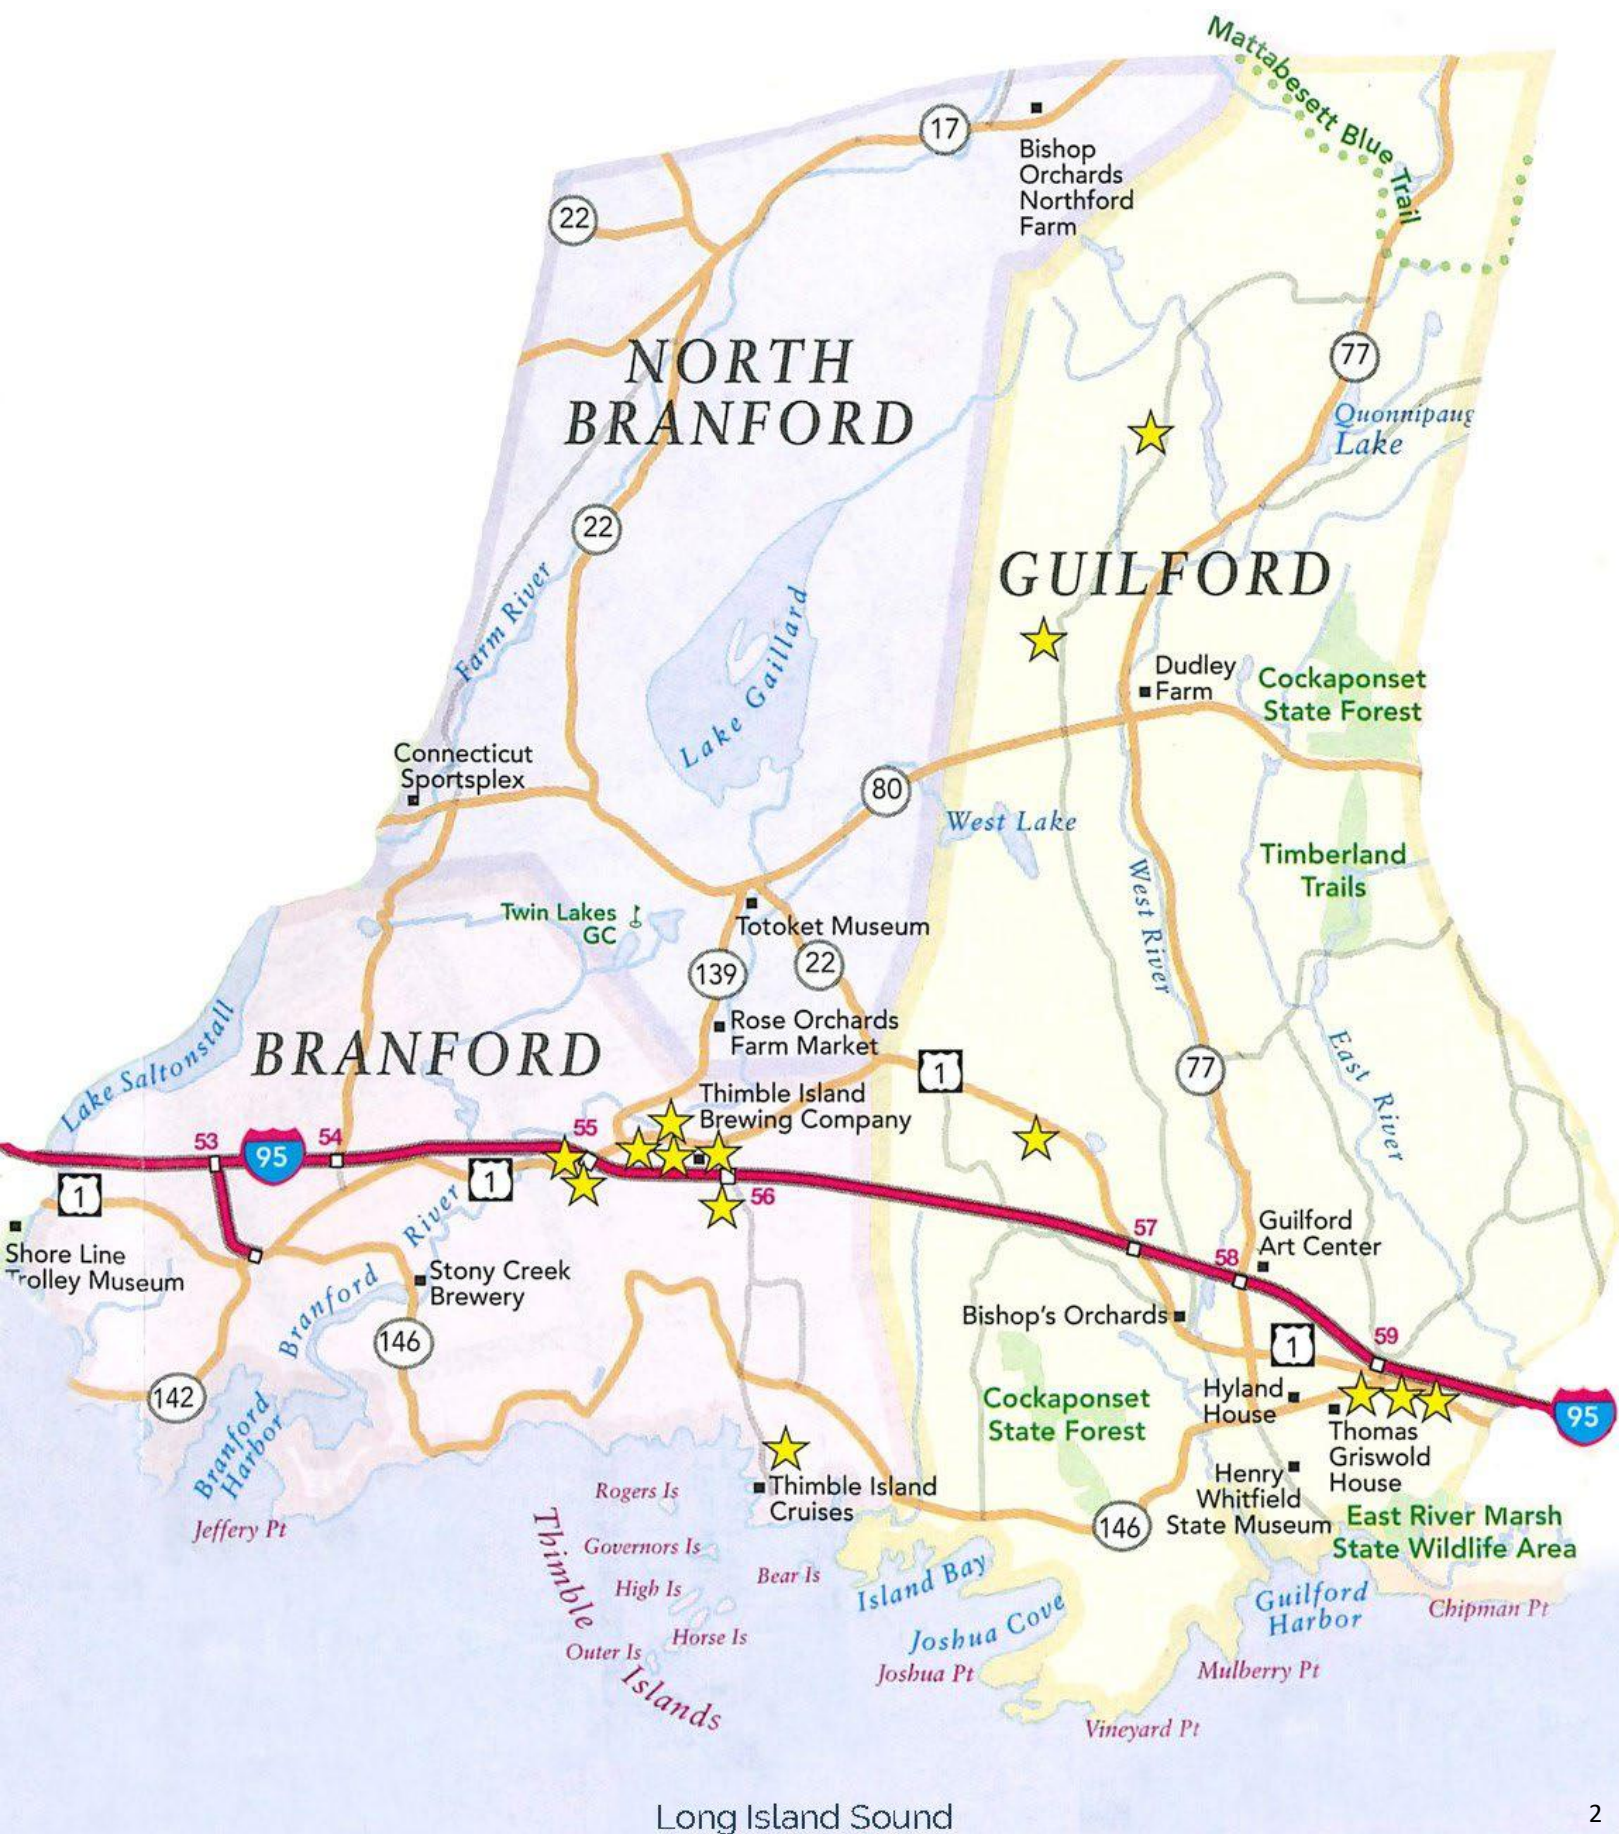 Mattabesett Blue Trail
17
Bishop
Orchards
Northford
Farm
22
77
NORTH
BRANFORD
Quonnipaug
Lake
22
GUILFORD
Farm River
Lake Gaillard
Dudley
Farm
Cockaponset
State Forest
Connecticut
Sportsplex
80
West Lake
Timberland
Trails
West River
Twin Lakes
GC
Totoket Museum
139
22
Rose Orchards
Farm Market
BRANFORD
Lake Saltonstall
East River
1
77
Thimble Island
Brewing Company
53
95
54
55
1
1
56
River
Branford
57
58
Guilford
Art Center
Shore Line
Trolley Museum
Stony Creek
Brewery
Bishop's Orchards
1
59
146
142
Branford
Harbor
Cockaponset
State Forest
Hyland
House
95
Thomas
Griswold
House
Henry
Whitfield
State Museum
Thimble Island
Cruises
Rogers Is
146
East River Marsh
State Wildlife Area
Jeffery Pt
Thimble
Islands
Governors Is
High Is
Bear Is
Horse Is
Outer Is
Island Bay
Joshua Cove
Joshua Pt
Guilford
Harbor
Chipman Pt
Mulberry Pt
Vineyard Pt
Long Island Sound
2